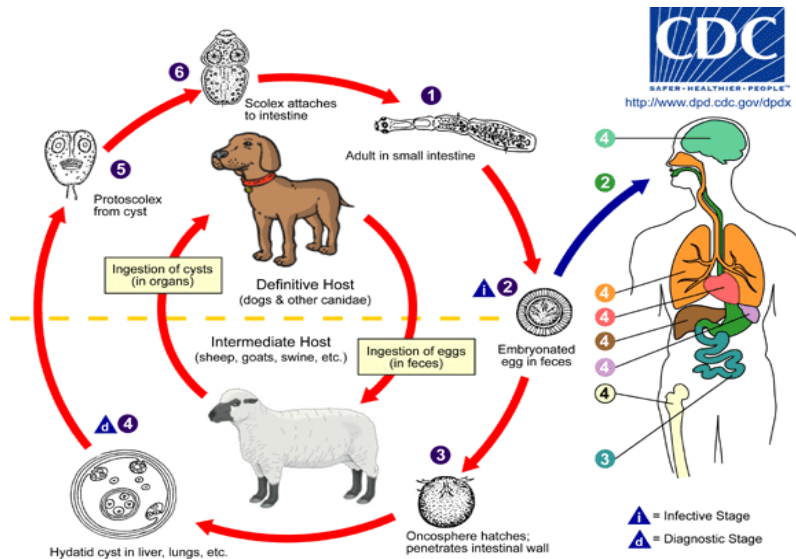 CDC
SAFER • HEALTHIER • PEOPLE™
http://www.dpd.cdc.gov/dpdx
6
Scolex attaches
to intestine
1
Adult in small intestine
5
Protoscolex
from cyst
Ingestion of cysts
(in organs)
Definitive Host
(dogs & other canidae)
i 2
Embryonated
egg in feces
Intermediate Host
(sheep, goats, swine, etc.)
Ingestion of eggs
(in feces)
d 4
Hydatid cyst in liver, lungs, etc.
3
Oncosphere hatches;
penetrates intestinal wall
4
2
4
4
4
4
4
3
i = Infective Stage
d = Diagnostic Stage